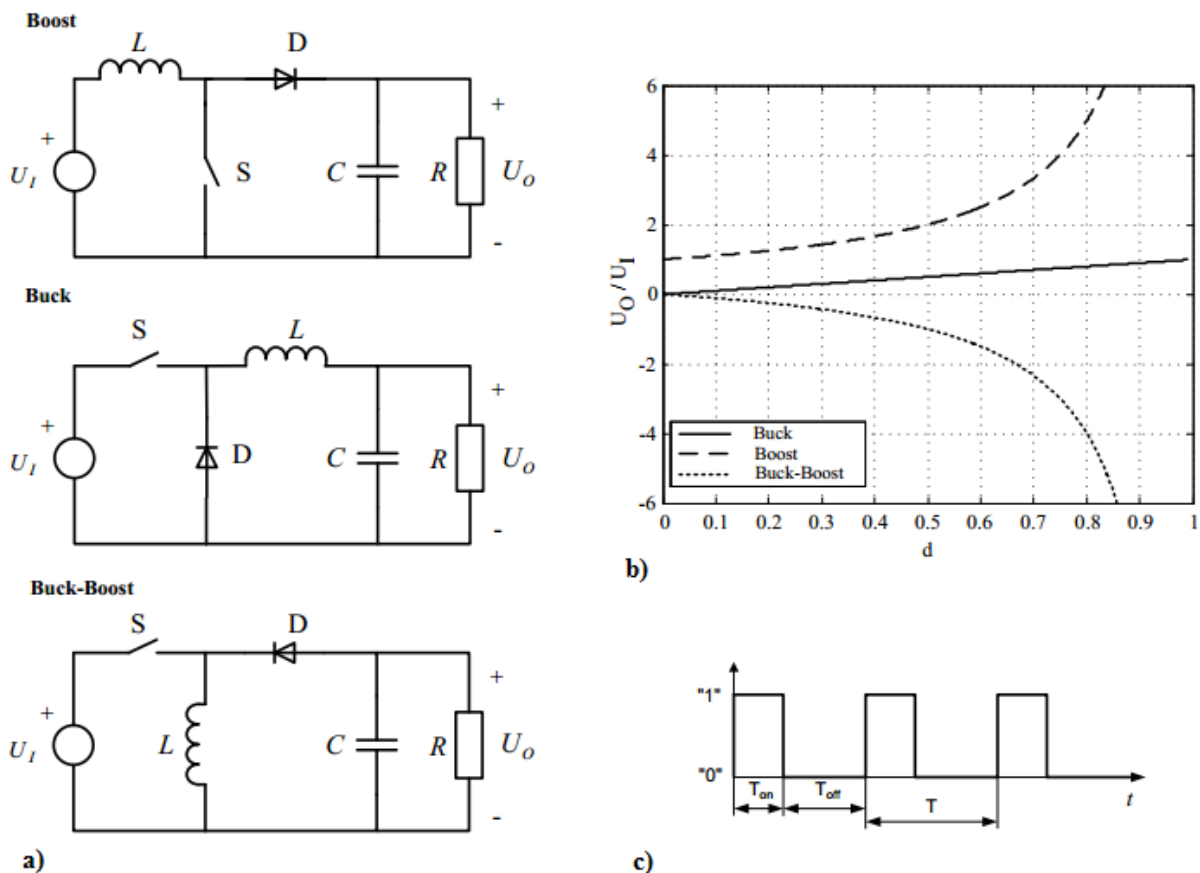 Boost
L
D
+
+
U_I
S
C
R
U_O
-
a)
Buck
S
L
+
+
U_I
D
C
R
U_O
-
Buck-Boost
S
D
+
+
U_I
L
C
R
U_O
-
6
4
2
0
-2
-4
-6
U_O / U_I
Buck
Boost
Buck-Boost
0 0.1 0.2 0.3 0.4 0.5 0.6 0.7 0.8 0.9 1
d
b)
"1"
"0"
T_on T_off T t
c)